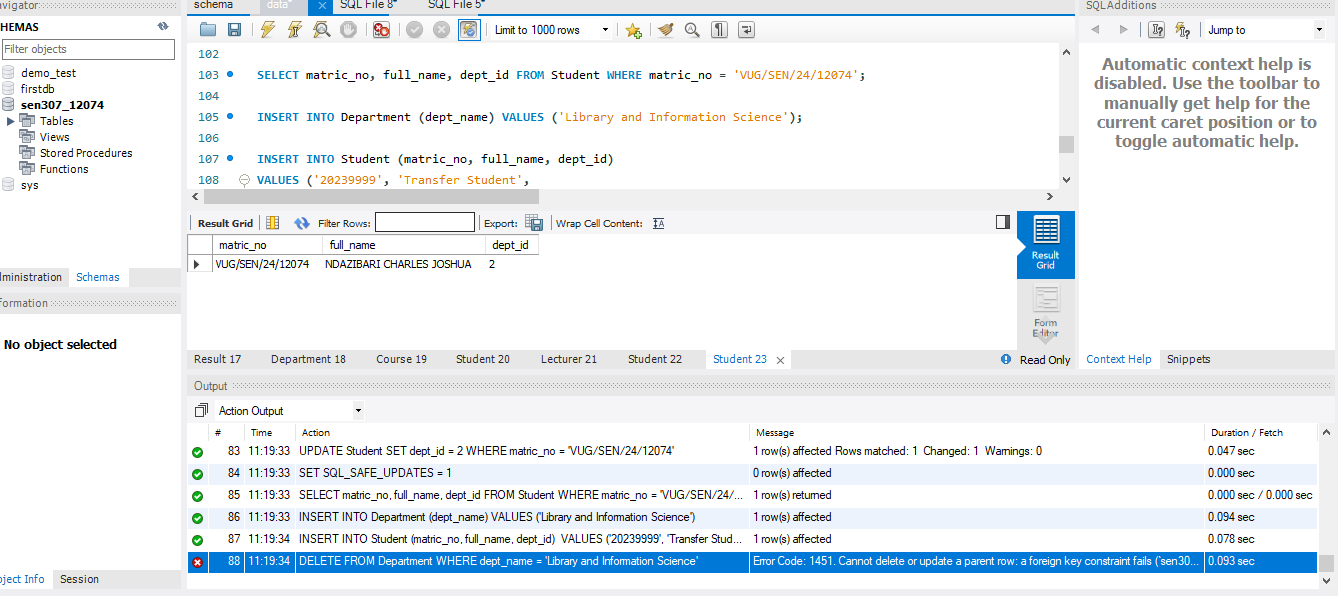 avigator
schema
data*
SQL File 8*
SQL File 5*
SQLAdditions
HEMAS
Filter objects
demo_test
firstdb
sen307_12074
Tables
Views
Stored Procedures
Functions
sys
Limit to 1000 rows
102
103 SELECT matric_no, full_name, dept_id FROM Student WHERE matric_no = 'VUG/SEN/24/12074';
104
105 INSERT INTO Department (dept_name) VALUES ('Library and Information Science');
106
107 INSERT INTO Student (matric_no, full_name, dept_id)
108 VALUES ('20239999', 'Transfer Student',
Jump to
Automatic context help is
disabled. Use the toolbar to
manually get help for the
current caret position or to
toggle automatic help.
Result Grid Filter Rows: Export: Wrap Cell Content:
matric_no full_name dept_id
VUG/SEN/24/12074 NDAZIBARI CHARLES JOSHUA 2
Result
Grid
Form
Editor
dministration Schemas
formation
No object selected
Result 17 Department 18 Course 19 Student 20 Lecturer 21 Student 22 Student 23
Read Only
Context Help Snippets
Output
Action Output
# Time Action Message Duration / Fetch
83 11:19:33 UPDATE Student SET dept_id = 2 WHERE matric_no = 'VUG/SEN/24/12074' 1 row(s) affected Rows matched: 1 Changed: 1 Warnings: 0 0.047 sec
84 11:19:33 SET SQL_SAFE_UPDATES = 1 0 row(s) affected 0.000 sec
85 11:19:33 SELECT matric_no, full_name, dept_id FROM Student WHERE matric_no = 'VUG/SEN/24/... 1 row(s) returned 0.000 sec / 0.000 sec
86 11:19:33 INSERT INTO Department (dept_name) VALUES ('Library and Information Science') 1 row(s) affected 0.094 sec
87 11:19:34 INSERT INTO Student (matric_no, full_name, dept_id) VALUES ('20239999', 'Transfer Stud... 1 row(s) affected 0.078 sec
88 11:19:34 DELETE FROM Department WHERE dept_name = 'Library and Information Science' Error Code: 1451. Cannot delete or update a parent row: a foreign key constraint fails (`sen30... 0.093 sec
bject Info Session